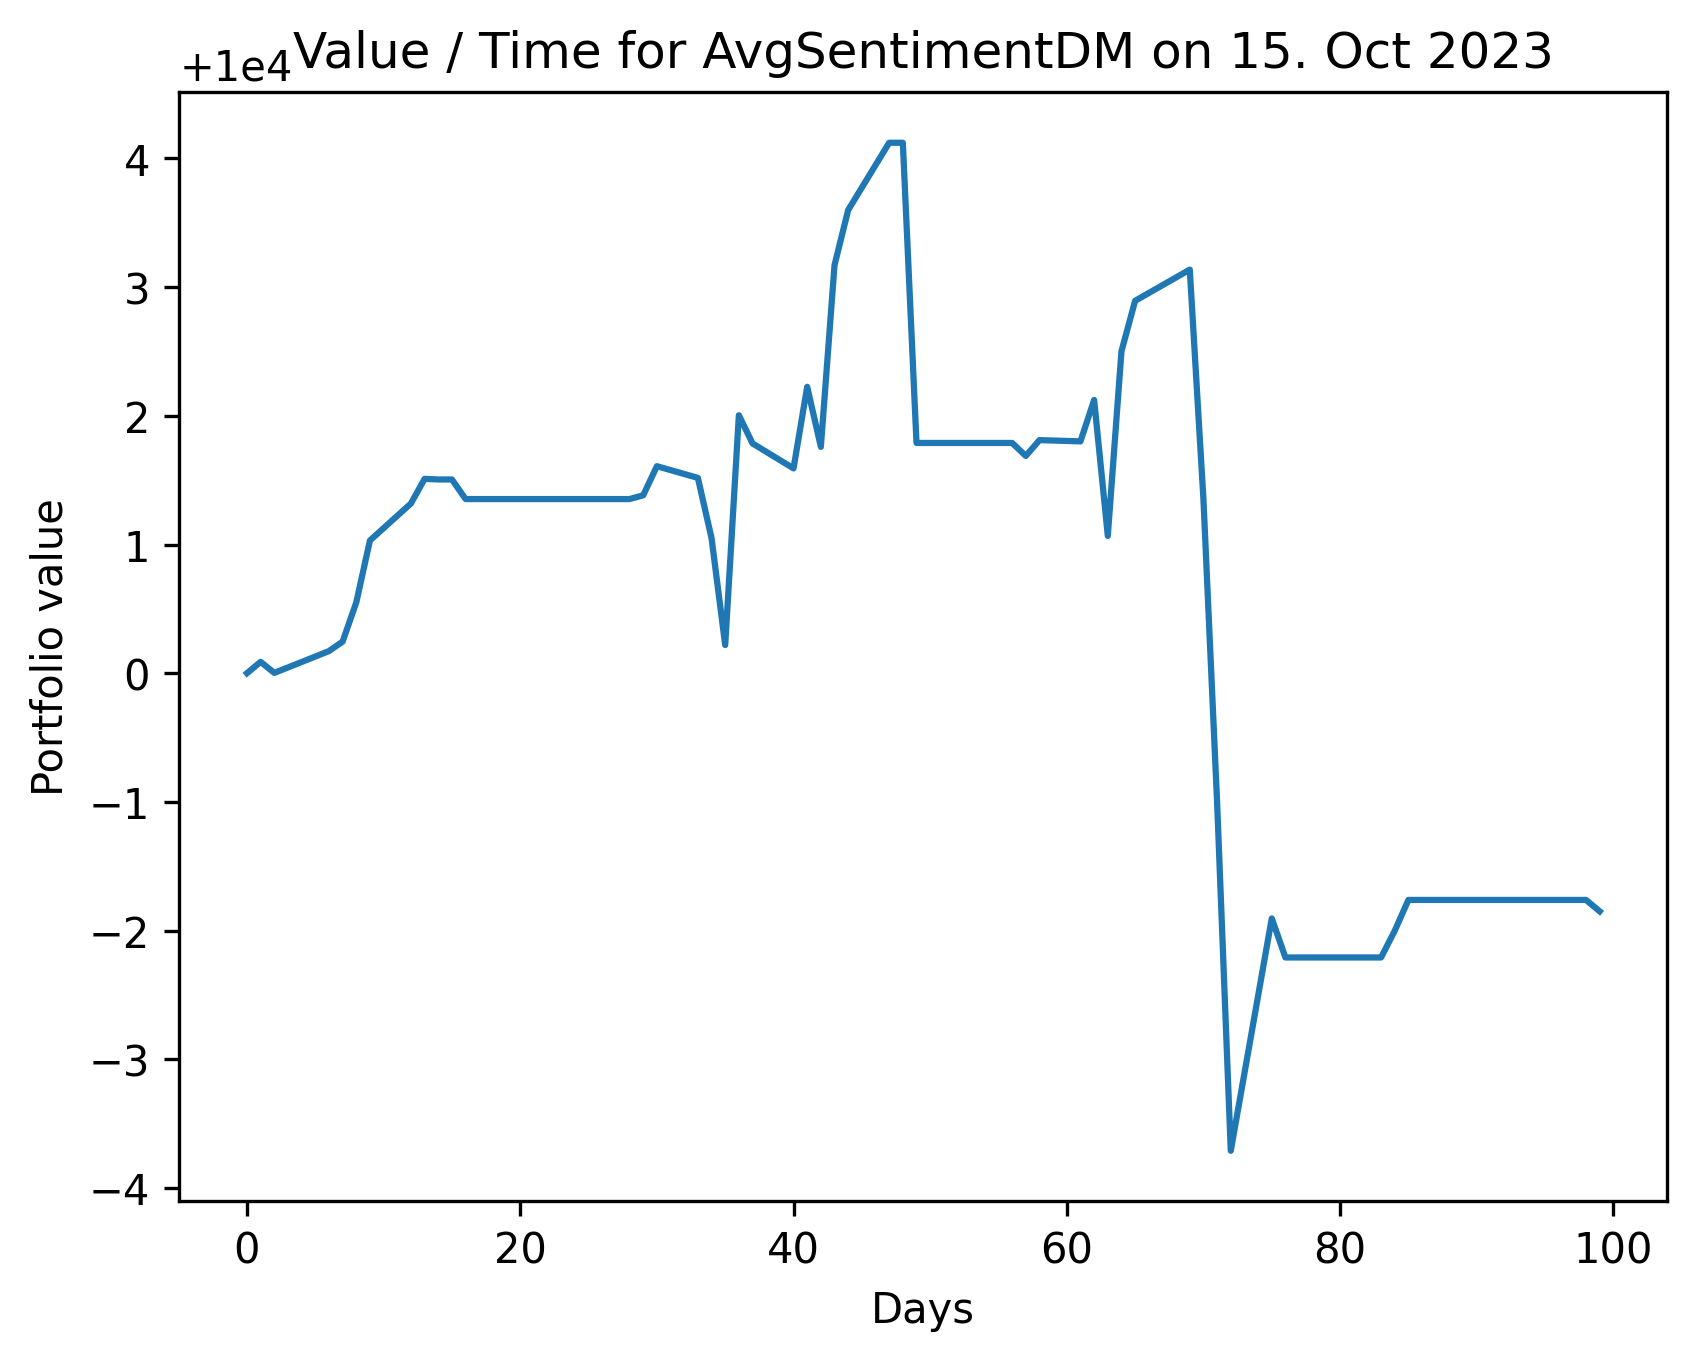 Value / Time for AvgSentimentDM on 15. Oct 2023
+1e4
4
3
2
1
0
−1
−2
−3
−4
Portfolio value
0 20 40 60 80 100
Days